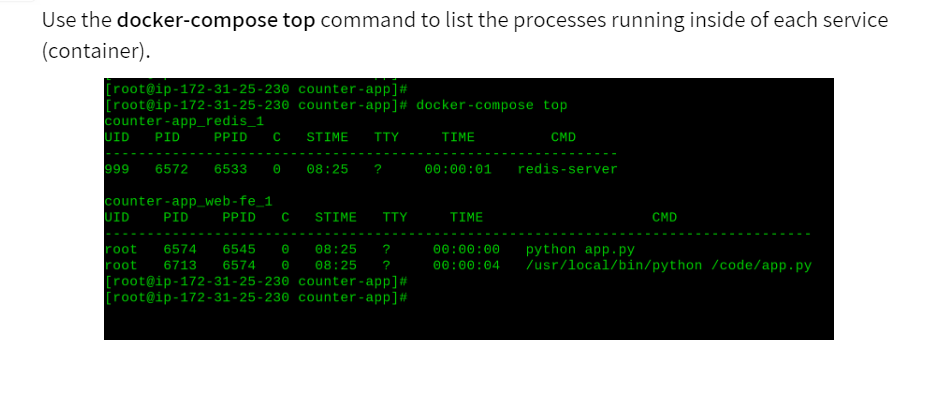 Use the docker-compose top command to list the processes running inside of each service
(container).
[root@ip-172-31-25-230 counter-app]#
[root@ip-172-31-25-230 counter-app]# docker-compose top
counter-app_redis_1
UID PID PPID C STIME TTY TIME CMD
---------------------------------------------------------------
999 6572 6533 0 08:25 ? 00:00:01 redis-server
counter-app_web-fe_1
UID PID PPID C STIME TTY TIME CMD
--------------------------------------------------------------------------------------
root 6574 6545 0 08:25 ? 00:00:00 python app.py
root 6713 6574 0 08:25 ? 00:00:04 /usr/local/bin/python /code/app.py
[root@ip-172-31-25-230 counter-app]#
[root@ip-172-31-25-230 counter-app]#